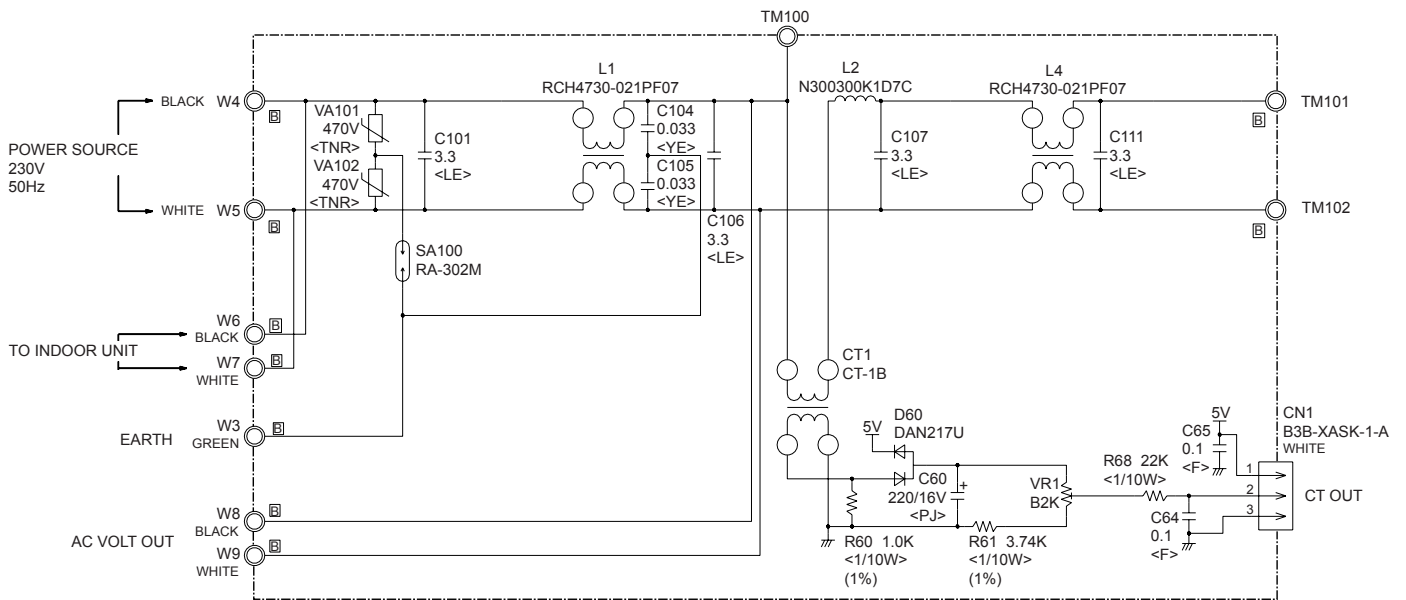 TM100
L1
RCH4730-021PF07
L2
N300300K1D7C
L4
RCH4730-021PF07
BLACK W4
B
VA101
470V
<TNR>
VA102
470V
<TNR>
C101
3.3
<LE>
C104
0.033
<YE>
C105
0.033
<YE>
C106
3.3
<LE>
C107
3.3
<LE>
C111
3.3
<LE>
TM101
B
POWER SOURCE
230V
50Hz
WHITE W5
B
TM102
B
SA100
RA-302M
W6
BLACK
B
TO INDOOR UNIT
W7
WHITE
B
CT1
CT-1B
EARTH
W3
GREEN
B
D60
DAN217U
5V
C60
220/16V
+
<PJ>
VR1
B2K
R68 22K
<1/10W>
5V
C65
0.1
<F>
CN1
B3B-XASK-1-A
WHITE
1
2
3
CT OUT
C64
0.1
<F>
W8
BLACK
B
AC VOLT OUT
W9
WHITE
B
R60 1.0K
<1/10W>
(1%)
R61 3.74K
<1/10W>
(1%)